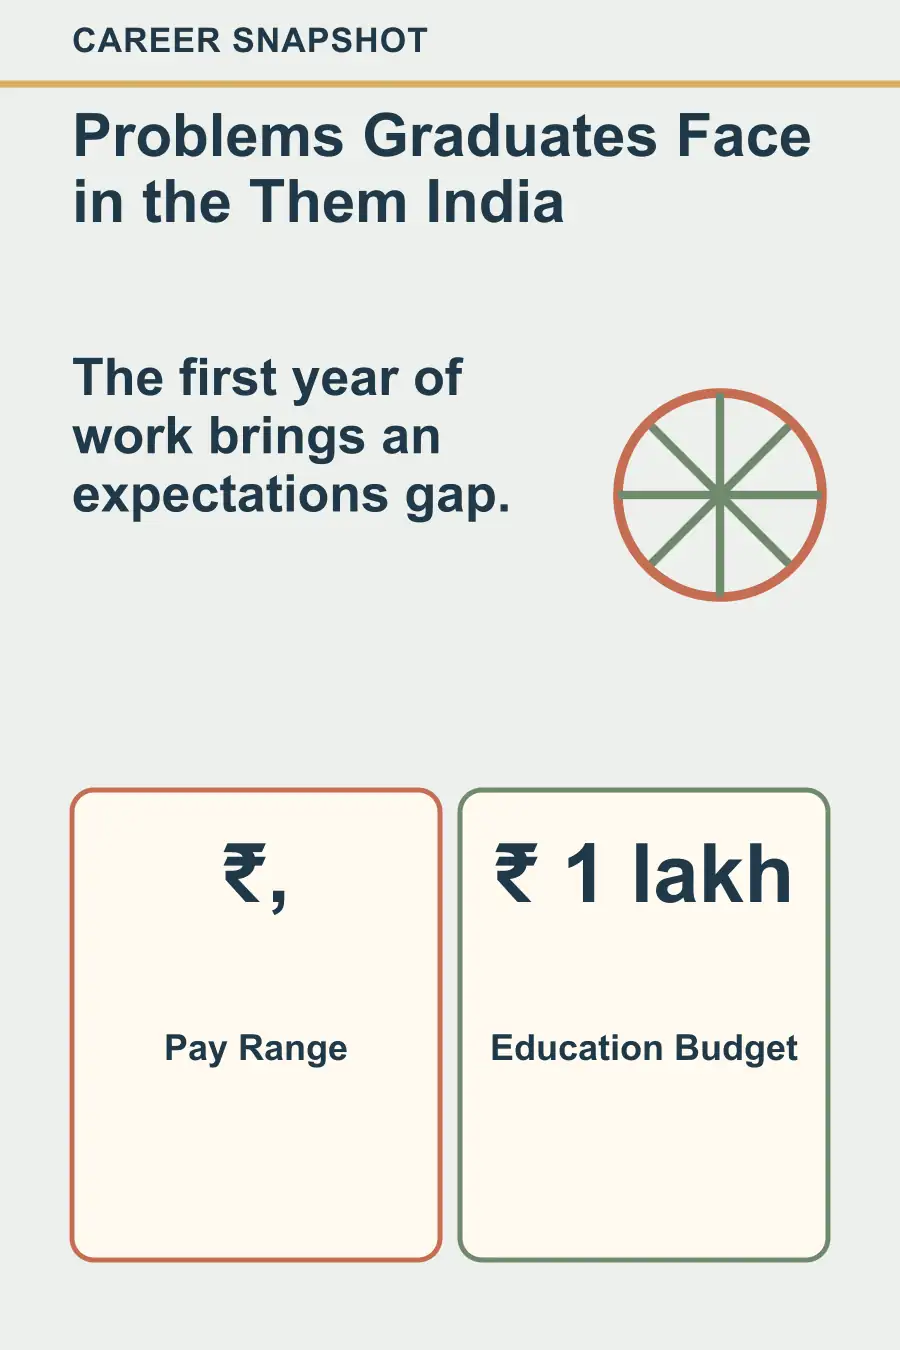 CAREER SNAPSHOT
Problems Graduates Face
in the Them India
The first year of
work brings an
expectations gap.
₹,
Pay Range
₹ 1 lakh
Education Budget